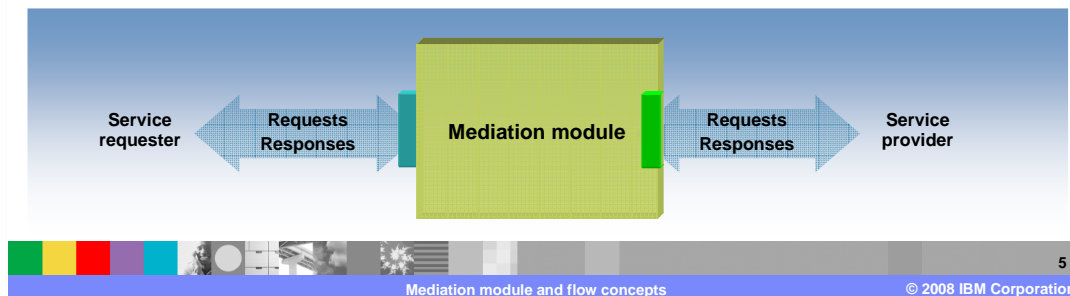 Service
requester
Requests
Responses
Mediation module
Requests
Responses
Service
provider
5
Mediation module and flow concepts
© 2008 IBM Corporation